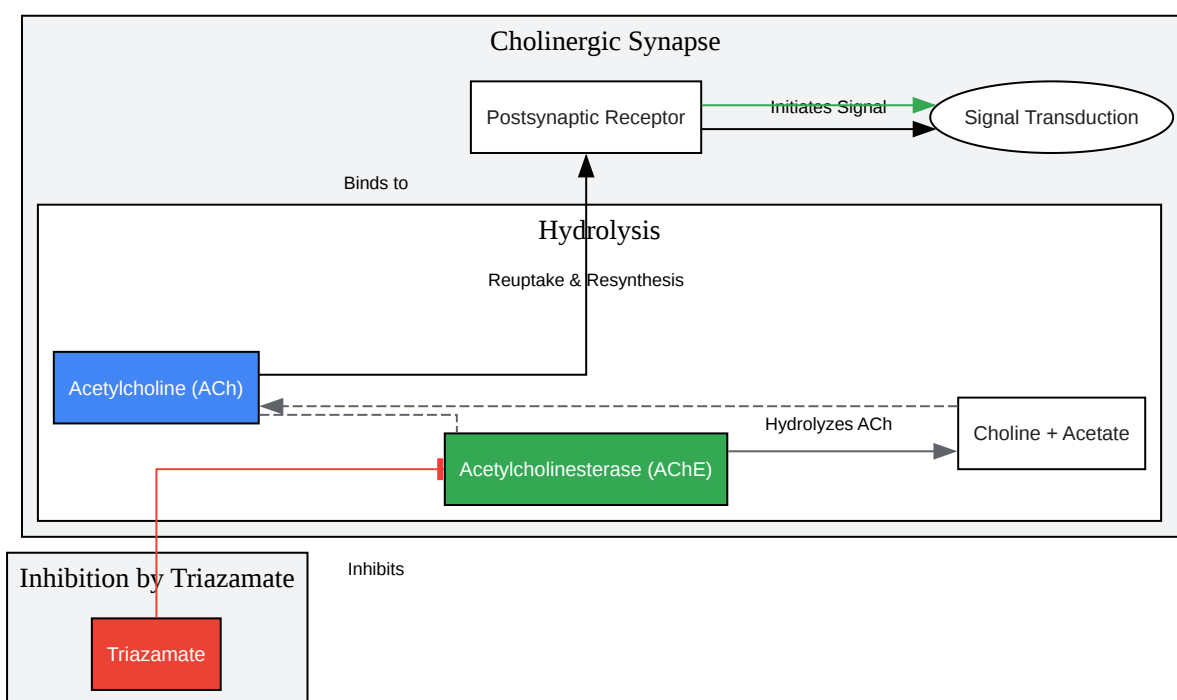 Cholinergic Synapse
Postsynaptic Receptor
Initiates Signal
Signal Transduction
Binds to
Hydrolysis
Reuptake & Resynthesis
Acetylcholine (ACh)
Hydrolyzes ACh
Choline + Acetate
Acetylcholinesterase (AChE)
Inhibits
Inhibition by Triazamate
Triazamate